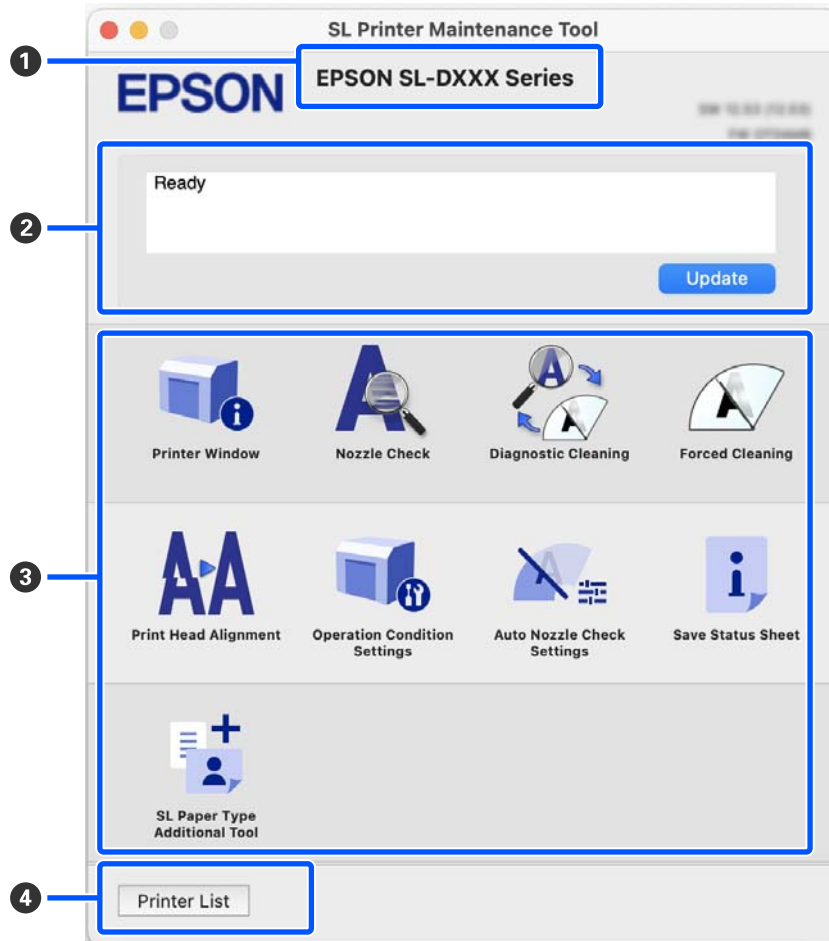 SL Printer Maintenance Tool
1
EPSON
EPSON SL-DXXX Series
2
Ready
Update
3
Printer Window
Nozzle Check
Diagnostic Cleaning
Forced Cleaning
Print Head Alignment
Operation Condition
Settings
Auto Nozzle Check
Settings
Save Status Sheet
SL Paper Type
Additional Tool
4
Printer List